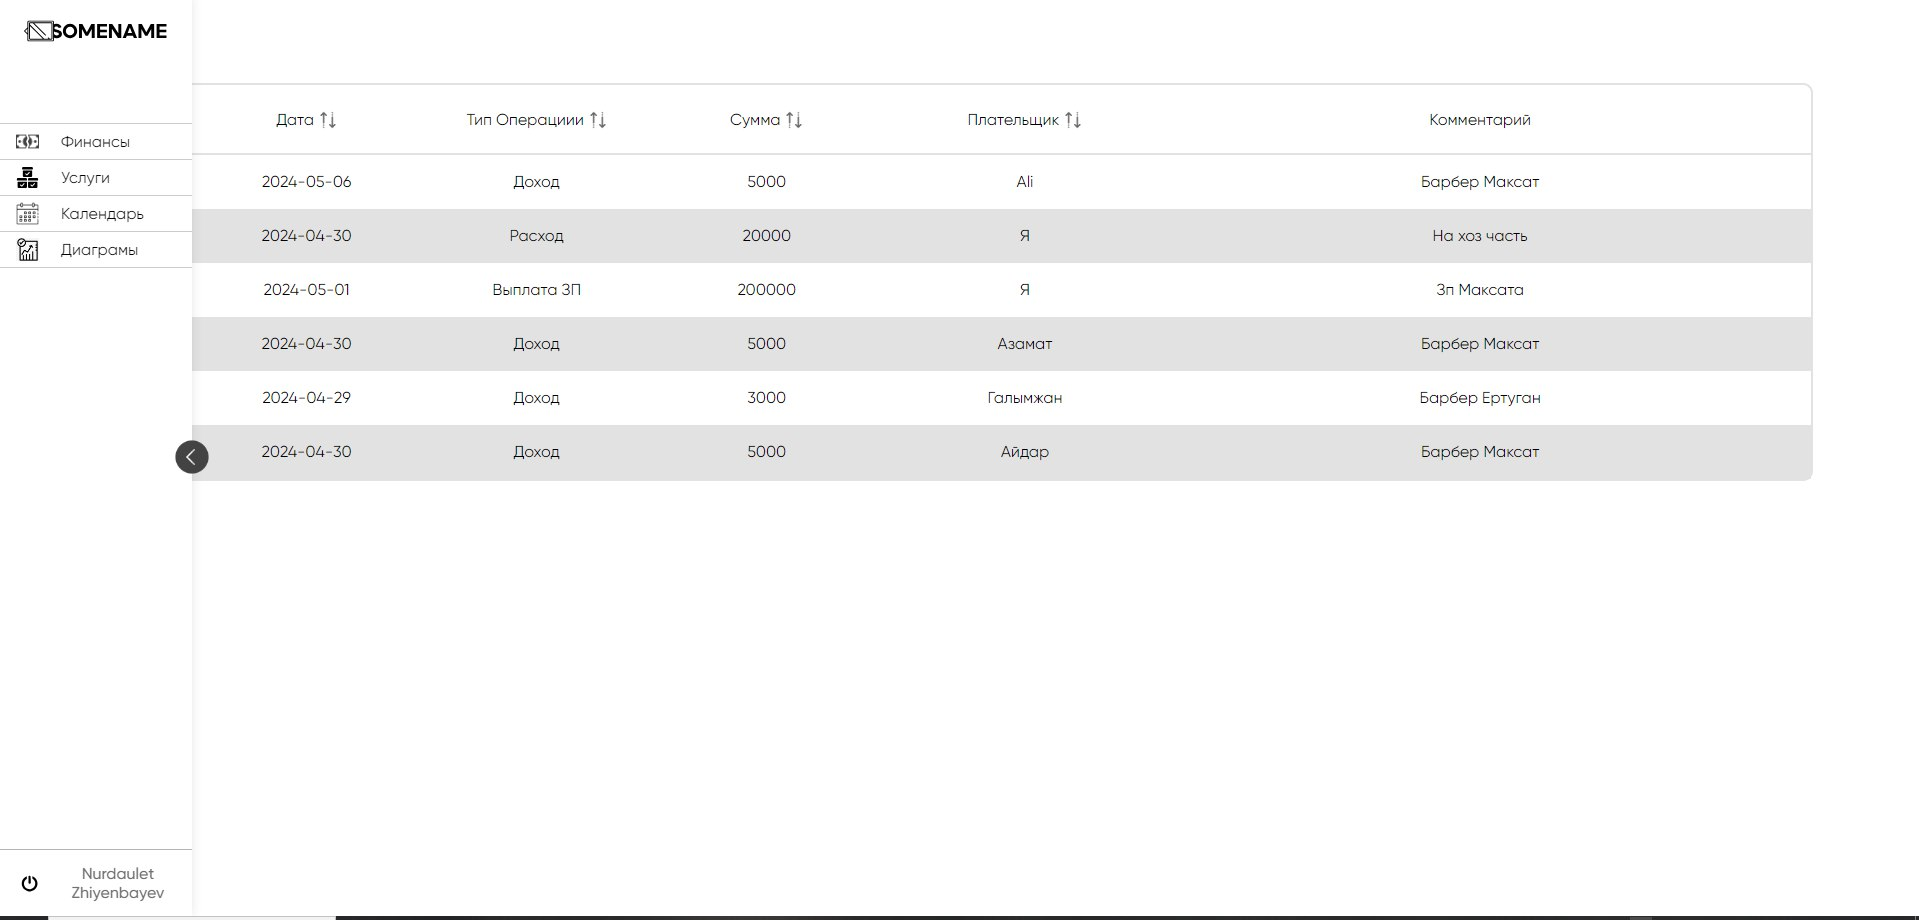 SOMENAME
Финансы
Услуги
Календарь
Диаграмы
Nurdaulet
Zhiyenbayev
Дата Тип Операциии Сумма Плательщик Комментарий
2024-05-06 Доход 5000 Ali Барбер Максат
2024-04-30 Расход 20000 Я На хоз часть
2024-05-01 Выплата ЗП 200000 Я Зп Максата
2024-04-30 Доход 5000 Азамат Барбер Максат
2024-04-29 Доход 3000 Галымжан Барбер Ертуган
2024-04-30 Доход 5000 Айдар Барбер Максат